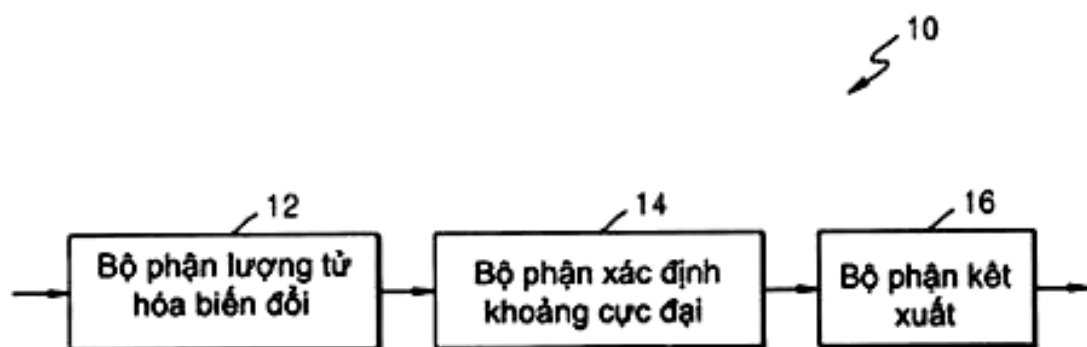 10
12
14
16
Bộ phận lượng tử
hóa biến đổi
Bộ phận xác định
khoảng cực đại
Bộ phận kết
xuất